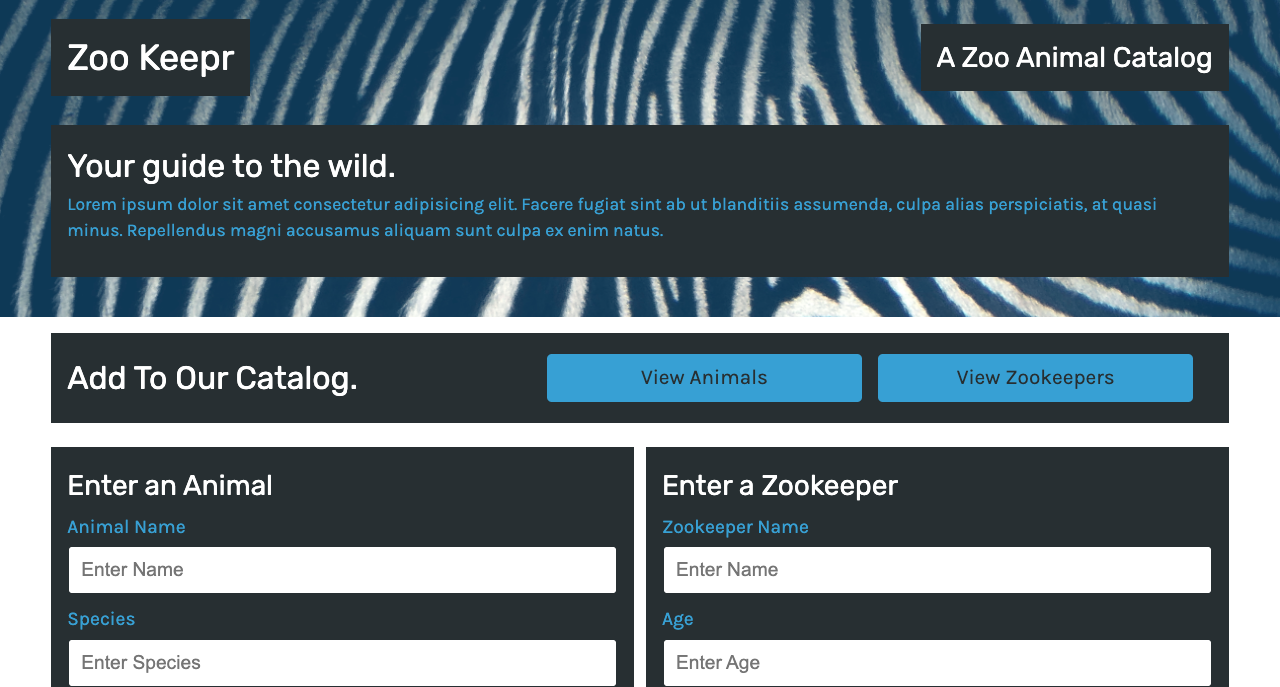 Zoo Keepr
A Zoo Animal Catalog
Your guide to the wild.
Lorem ipsum dolor sit amet consectetur adipisicing elit. Facere fugiat sint ab ut blanditiis assumenda, culpa alias perspiciatis, at quasi
minus. Repellendus magni accusamus aliquam sunt culpa ex enim natus.
Add To Our Catalog.
View Animals
View Zookeepers
Enter an Animal
Animal Name
Enter Name
Species
Enter Species
Enter a Zookeeper
Zookeeper Name
Enter Name
Age
Enter Age